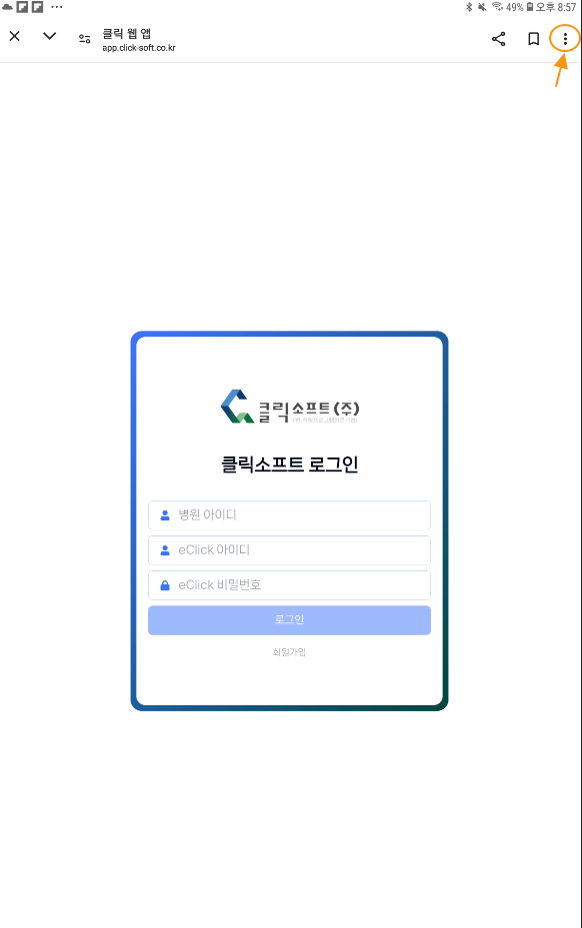 49% 오후 8:57
클릭 웹 앱
app.click-soft.co.kr
클릭소프트(주)
클릭소프트 로그인
병원 아이디
eClick 아이디
eClick 비밀번호
로그인
회원가입